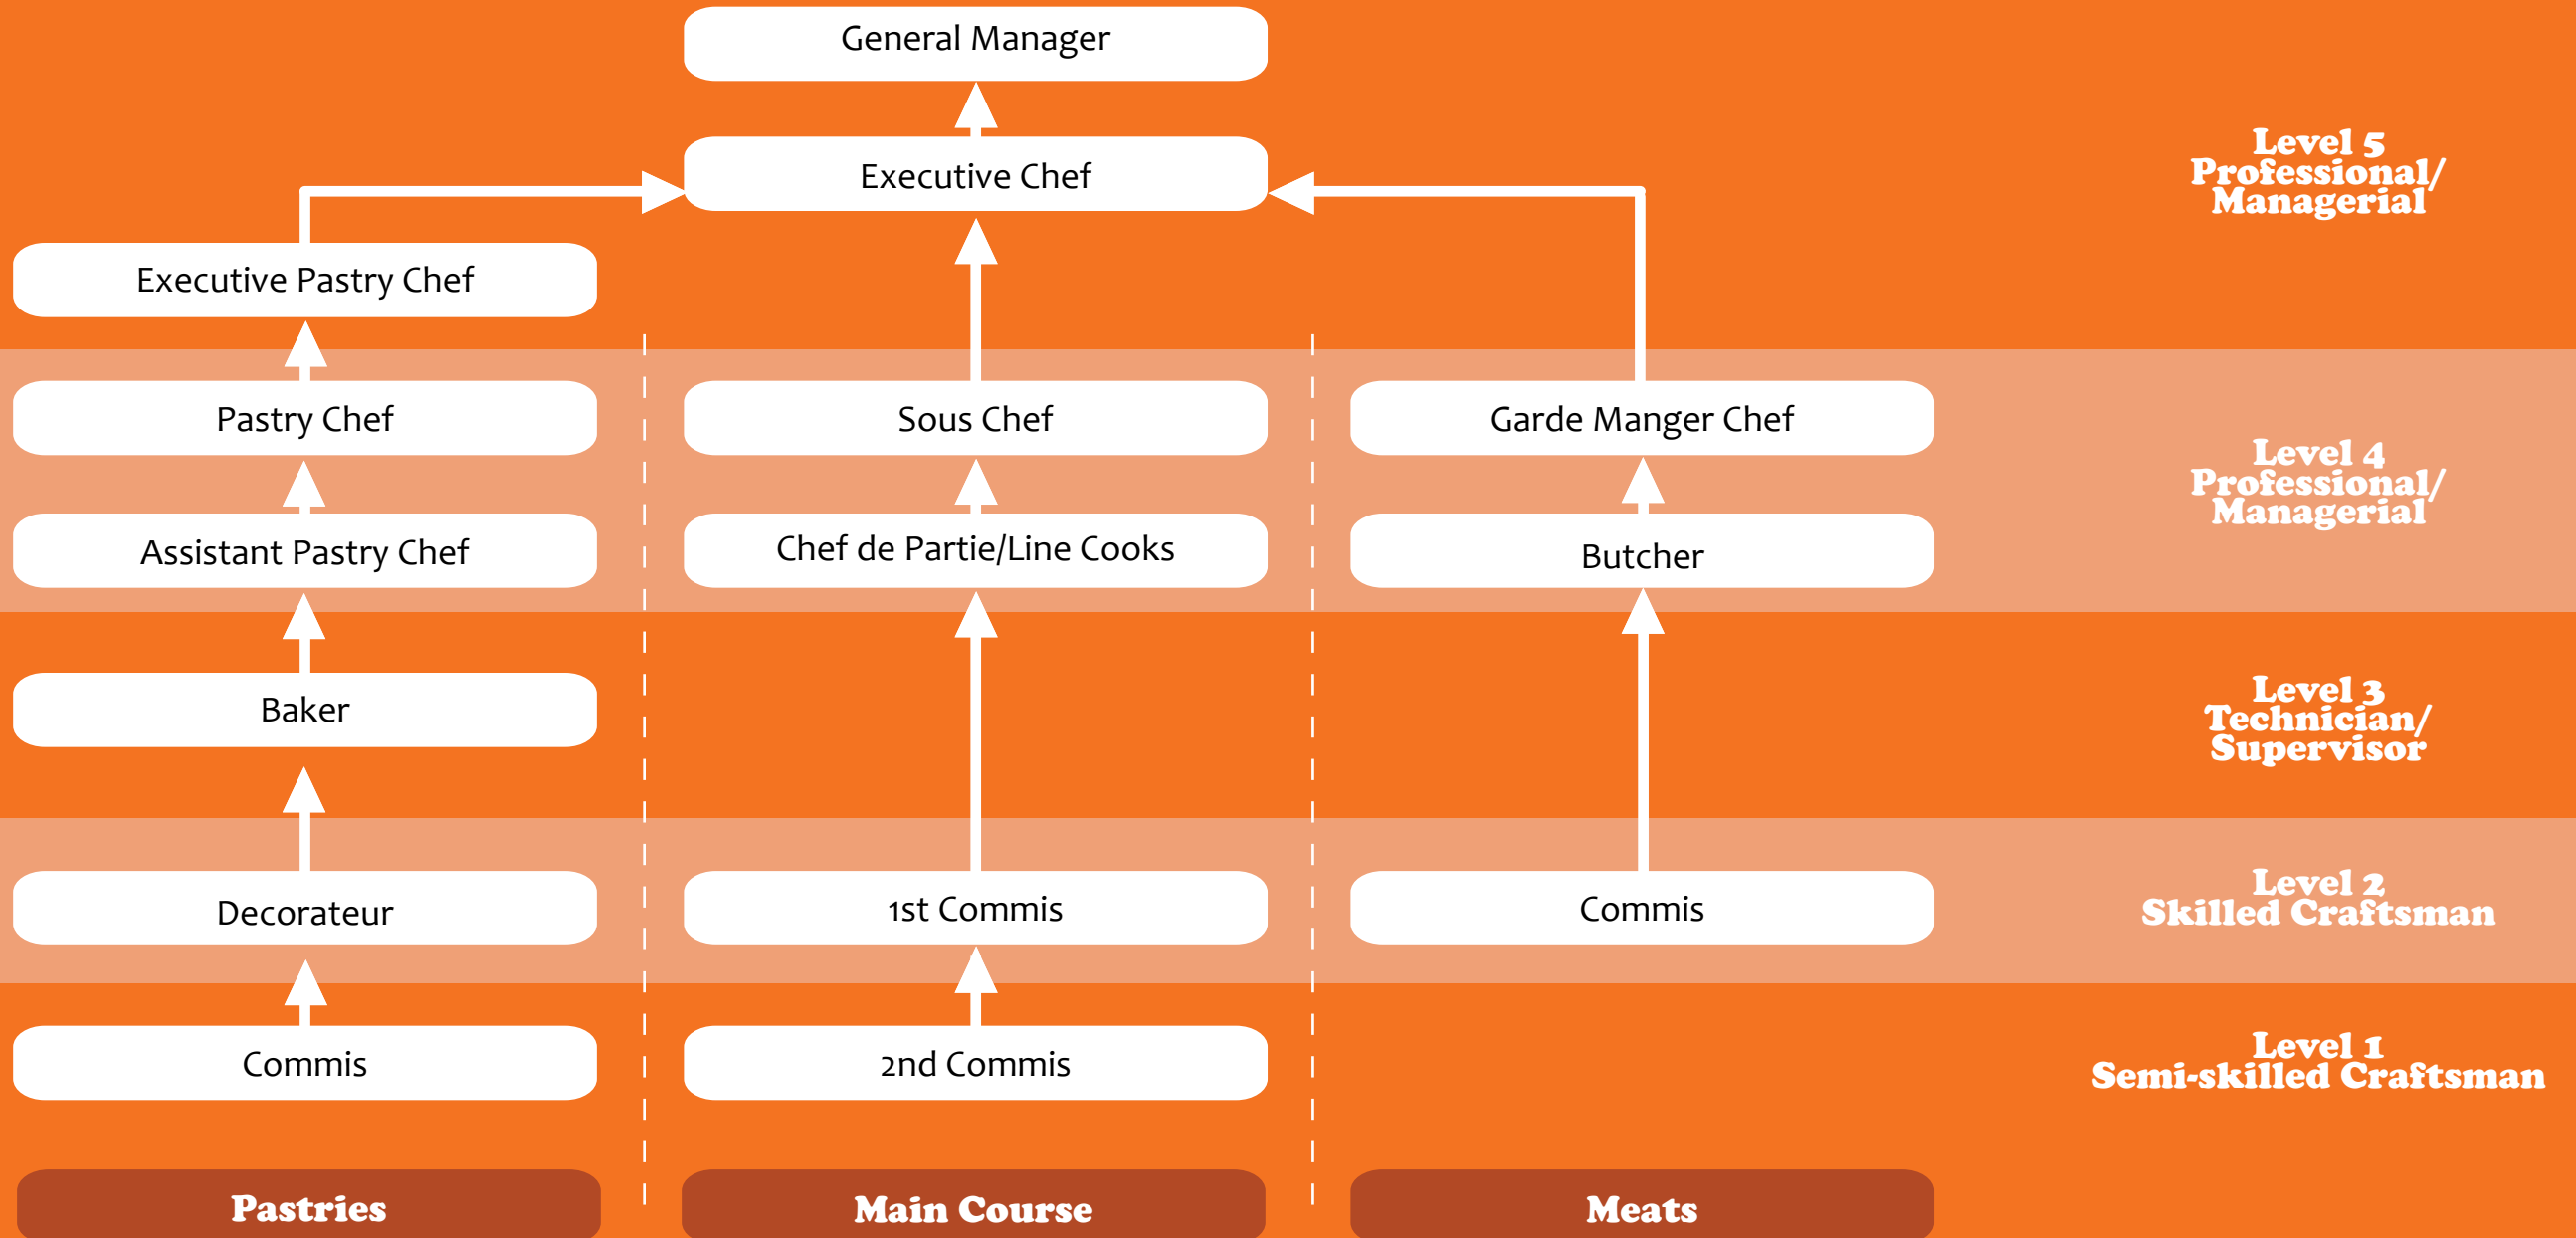 General Manager
Executive Chef
Level 5
Professional/
Managerial
Executive Pastry Chef
Pastry Chef
Sous Chef
Garde Manger Chef
Level 4
Professional/
Managerial
Assistant Pastry Chef
Chef de Partie/Line Cooks
Butcher
Baker
Level 3
Technician/
Supervisor
Decorateur
1st Commis
Commis
Level 2
Skilled Craftsman
Commis
2nd Commis
Level 1
Semi-skilled Craftsman
Pastries
Main Course
Meats